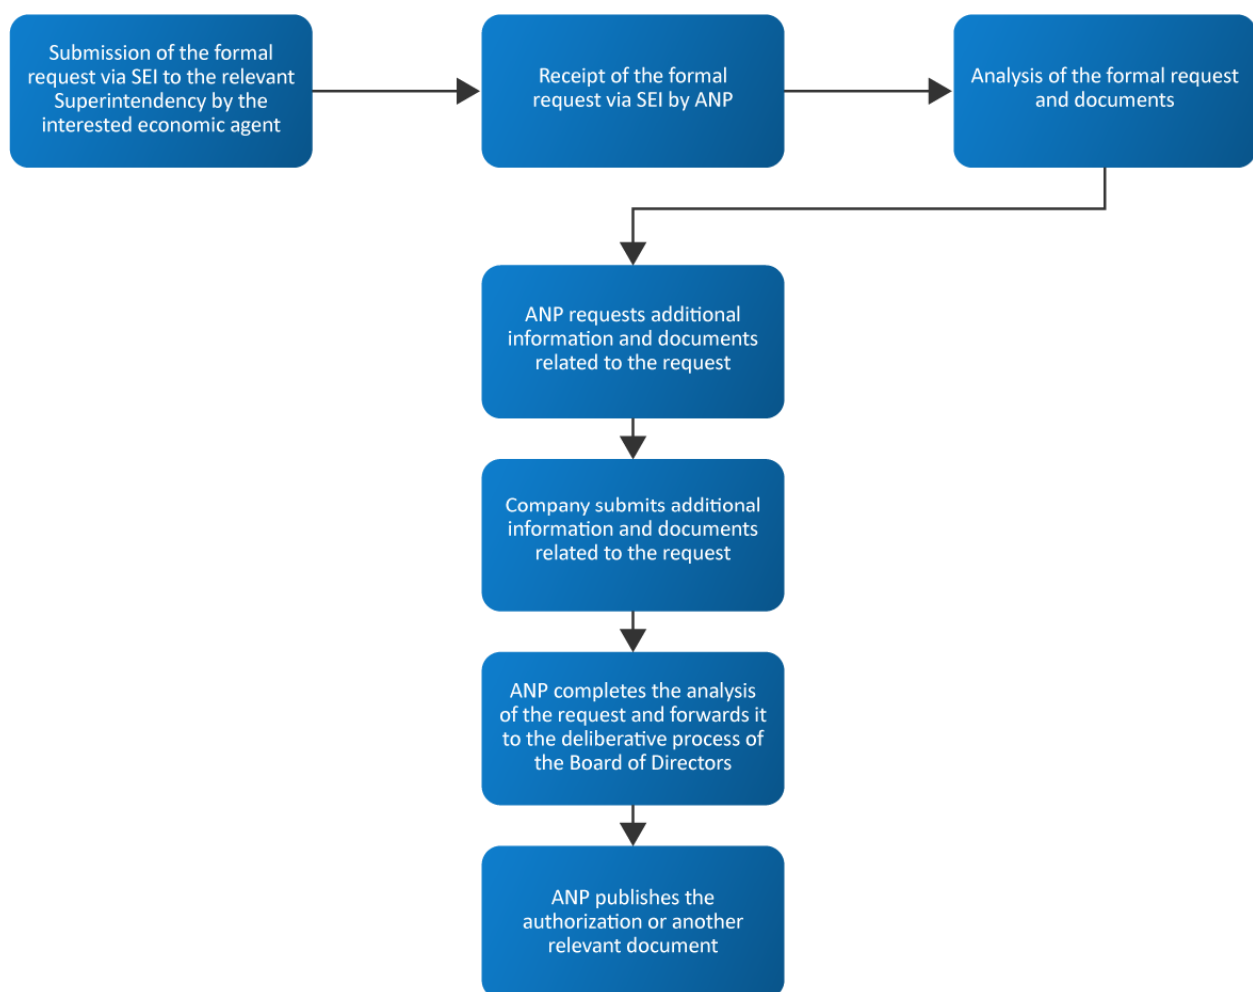 Submission of the formal
request via SEI to the relevant
Superintendency by the
interested economic agent
Receipt of the formal
request via SEI by ANP
Analysis of the formal request
and documents
ANP requests additional
information and documents
related to the request
Company submits additional
information and documents
related to the request
ANP completes the analysis
of the request and forwards it
to the deliberative process of
the Board of Directors
ANP publishes the
authorization or another
relevant document